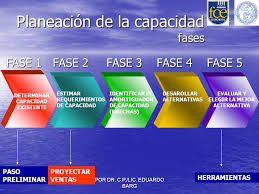 Planeación de la capacidad
fases
FASE 1 FASE 2 FASE 3 FASE 4 FASE 5
DETERMINAR
CAPACIDAD
EXISTENTE
ESTIMAR
REQUERIMIENTOS
DE CAPACIDAD
IDENTIFICAR
AMORTIGUADOR
DE CAPACIDAD
(BRECHAS)
DESAROLLAR
ALTERNATIVAS
EVALUAR Y
ELEGIR LA MEJOR
ALTERNATIVA
PASO
PRELIMINAR
PROYECTAR
VENTAS
HERRAMIENTAS
POR DR. C.P/LIC. EDUARDO
BARG